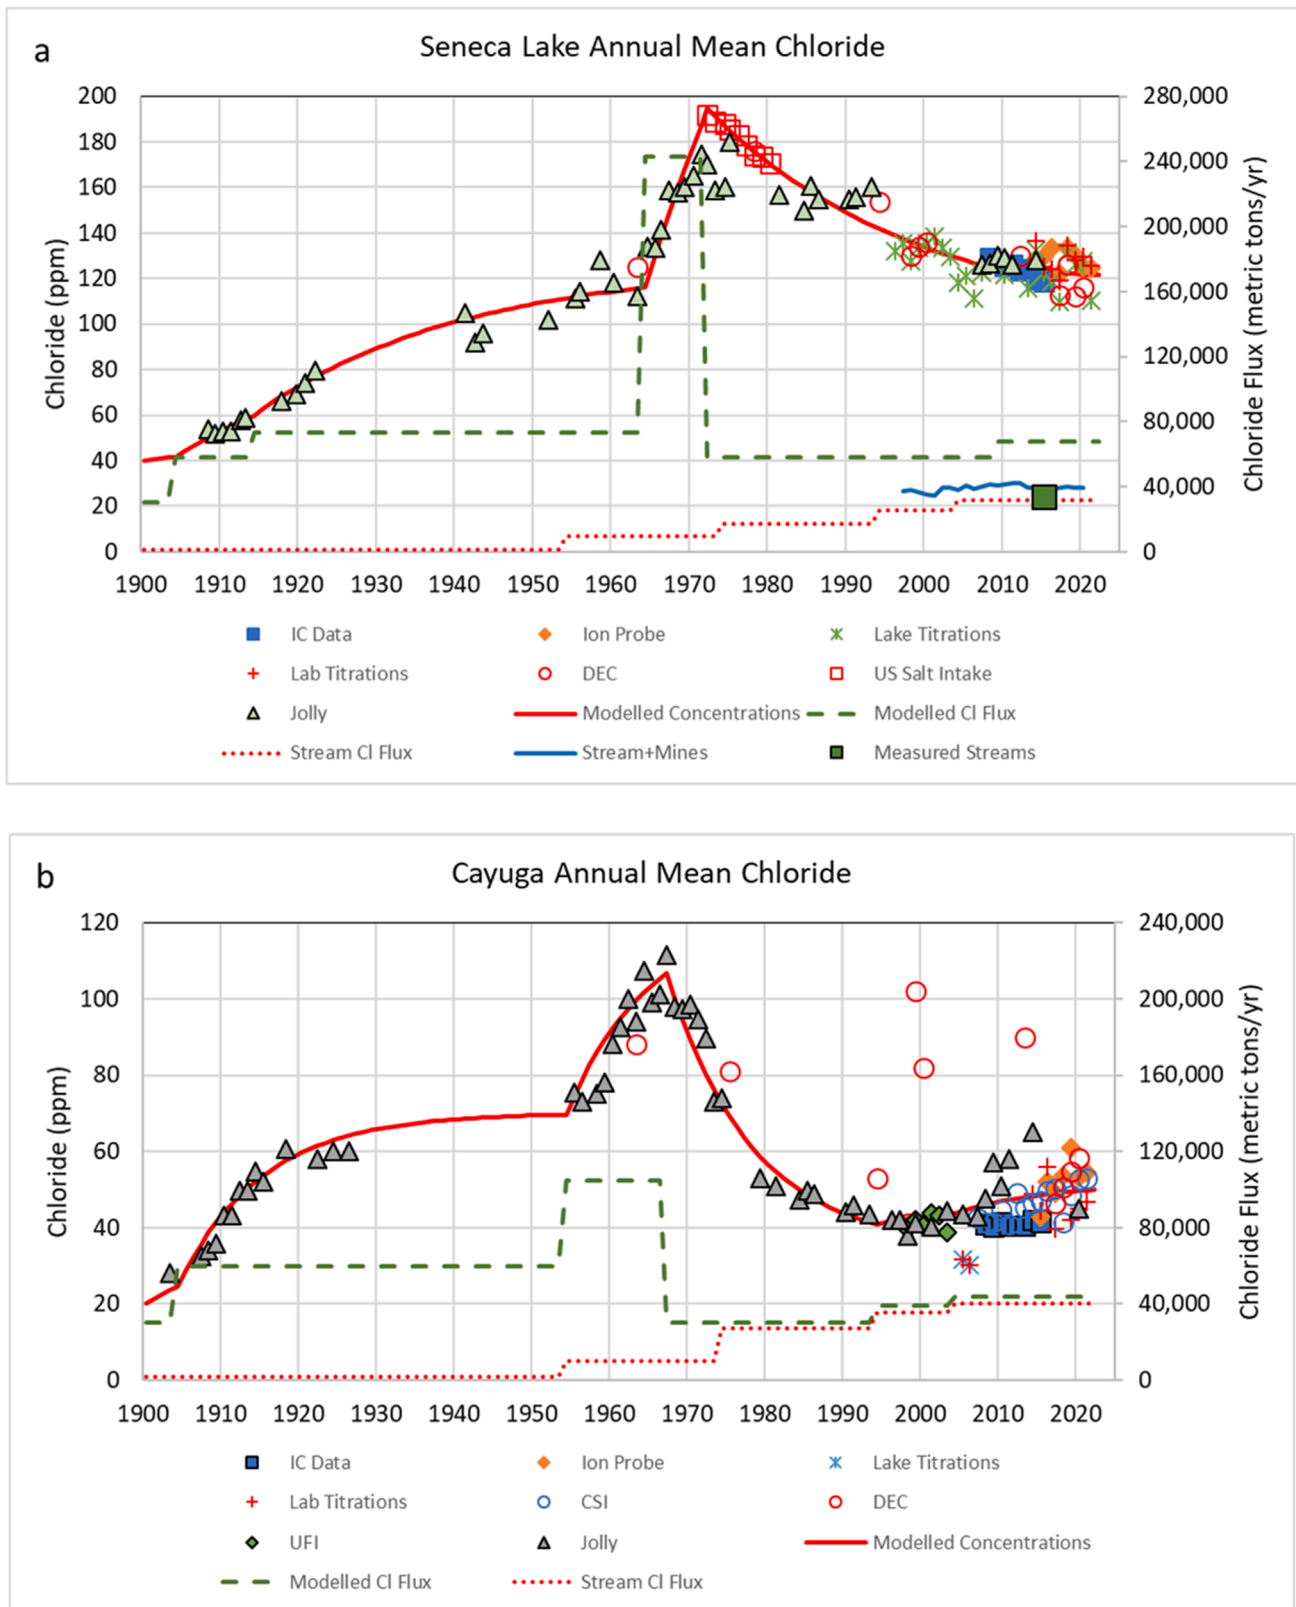 a
Seneca Lake Annual Mean Chloride
200 280,000
180 240,000
160 200,000
140
120 160,000
100 120,000
80 80,000
60
40 40,000
20
0 0
Chloride (ppm)
Chloride Flux (metric tons/yr)
1900 1910 1920 1930 1940 1950 1960 1970 1980 1990 2000 2010 2020
IC Data Ion Probe Lake Titrations
Lab Titrations DEC US Salt Intake
Jolly Modelled Concentrations Modelled Cl Flux
Stream Cl Flux Stream+Mines Measured Streams
b
Cayuga Annual Mean Chloride
120 240,000
100 200,000
80 160,000
60 120,000
40 80,000
20 40,000
0 0
Chloride (ppm)
Chloride Flux (metric tons/yr)
1900 1910 1920 1930 1940 1950 1960 1970 1980 1990 2000 2010 2020
IC Data Ion Probe Lake Titrations
Lab Titrations CSI DEC
UFI Jolly Modelled Concentrations
Modelled Cl Flux Stream Cl Flux